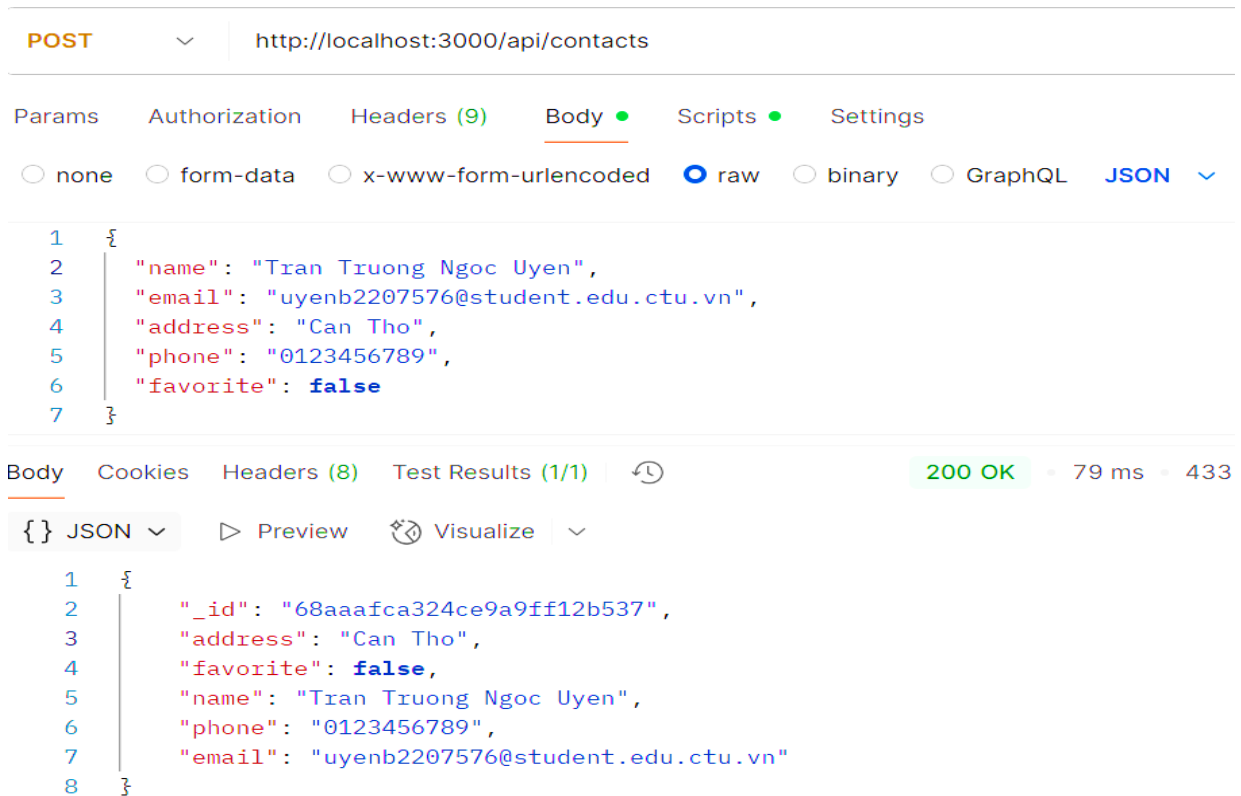 POST http://localhost:3000/api/contacts
Params Authorization Headers (9) Body Scripts Settings
none form-data x-www-form-urlencoded raw binary GraphQL JSON
1 {
2 "name": "Tran Truong Ngoc Uyen",
3 "email": "uyenb2207576@student.edu.ctu.vn",
4 "address": "Can Tho",
5 "phone": "0123456789",
6 "favorite": false
7 }
Body Cookies Headers (8) Test Results (1/1) 200 OK 79 ms 433
{} JSON Preview Visualize
1 {
2 "_id": "68aaafca324ce9a9ff12b537",
3 "address": "Can Tho",
4 "favorite": false,
5 "name": "Tran Truong Ngoc Uyen",
6 "phone": "0123456789",
7 "email": "uyenb2207576@student.edu.ctu.vn"
8 }